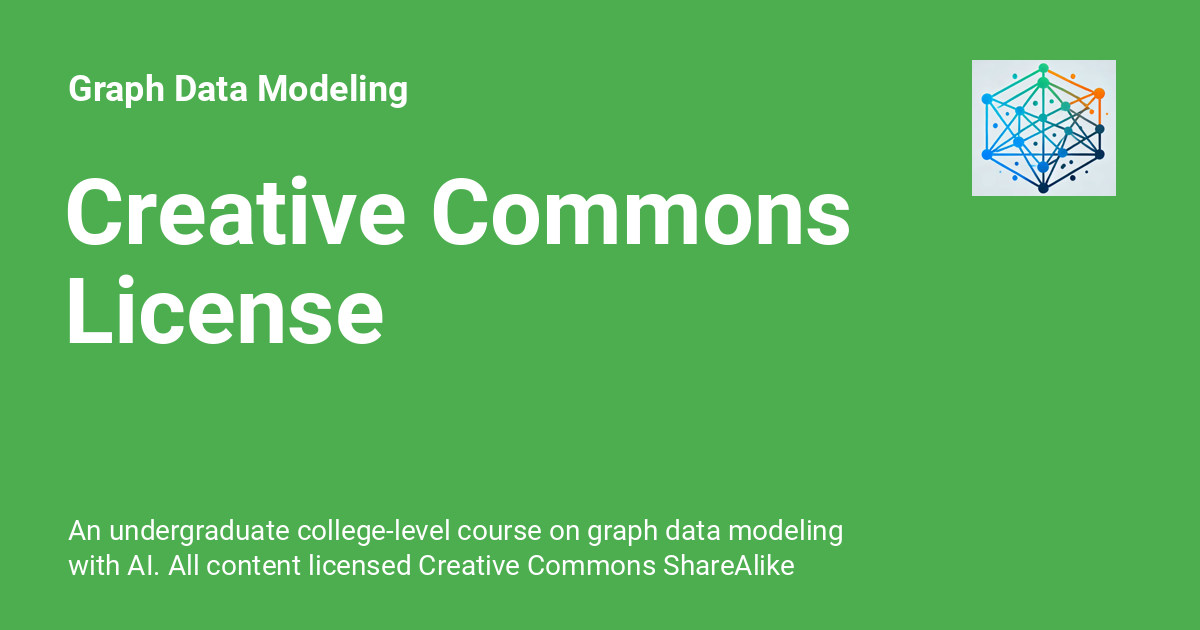 Graph Data Modeling
Creative Commons
License
An undergraduate college-level course on graph data modeling
with AI. All content licensed Creative Commons ShareAlike